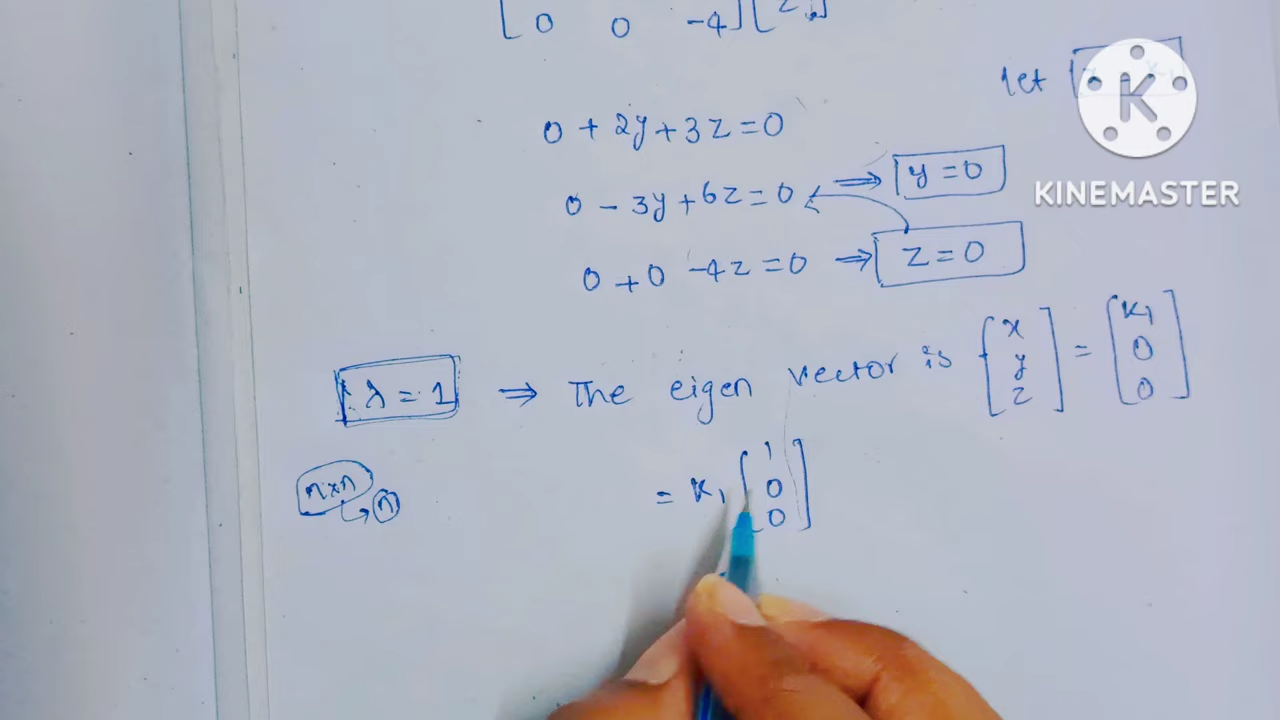 [ 0 0 -4 ] [ z ]
let
0 + 2y + 3z = 0
0 - 3y + 6z = 0 ⇒ y = 0
0 + 0 - 4z = 0 ⇒ z = 0
KINEMASTER
λ = 1 ⇒ The eigen vector is [ x y z ] = [ K1 0 0 ]
n×n → n
= K1 [ 1 0 0 ]